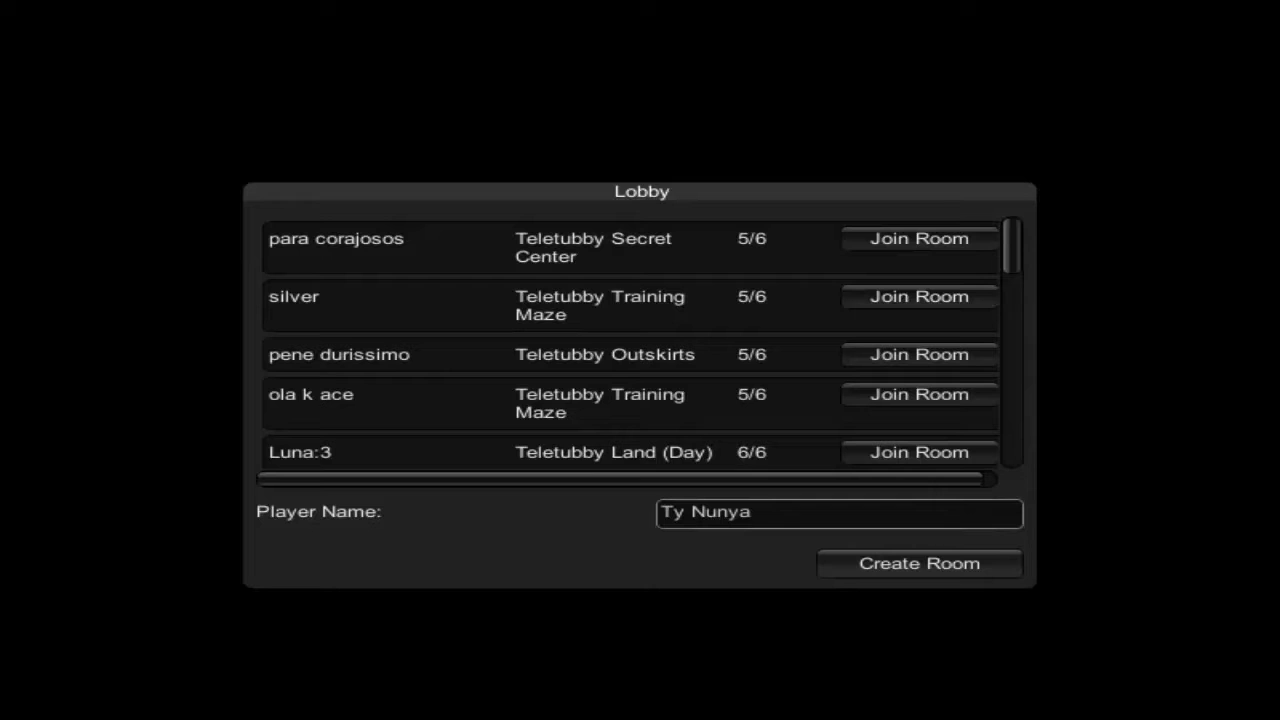 Lobby
para corajosos Teletubby Secret Center 5/6 Join Room
silver Teletubby Training Maze 5/6 Join Room
pene durissimo Teletubby Outskirts 5/6 Join Room
ola k ace Teletubby Training Maze 5/6 Join Room
Luna:3 Teletubby Land (Day) 6/6 Join Room
Player Name: Ty Nunya
Create Room